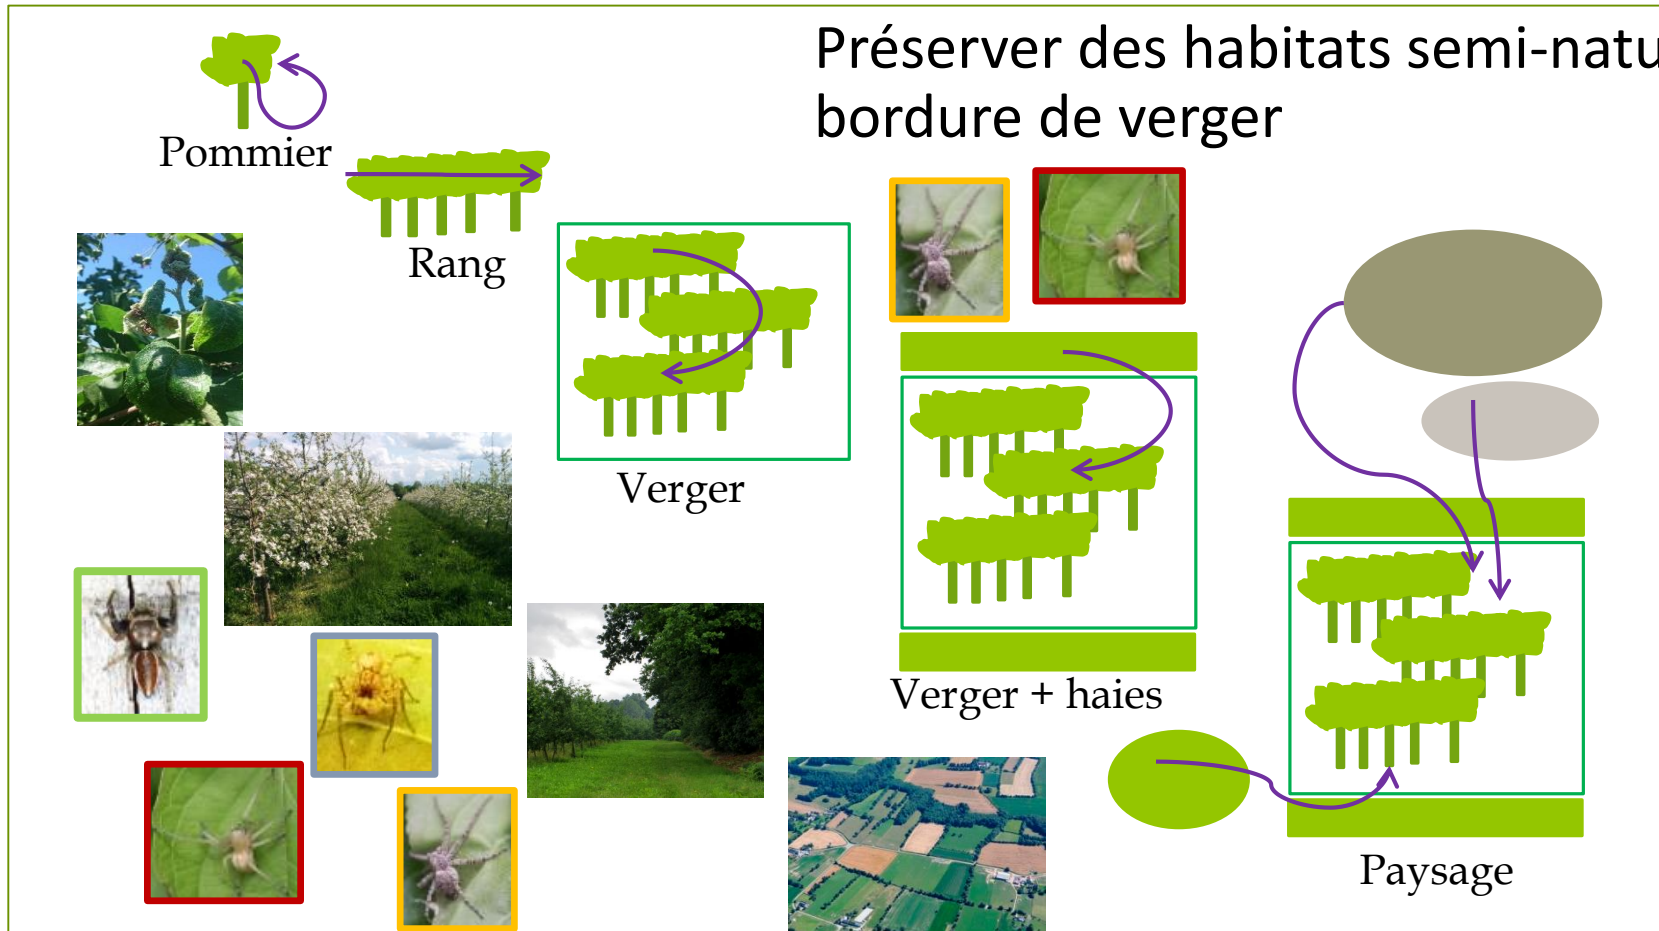 Préserver des habitats semi-natu
bordure de verger
Pommier
Rang
Verger
Verger + haies
Paysage